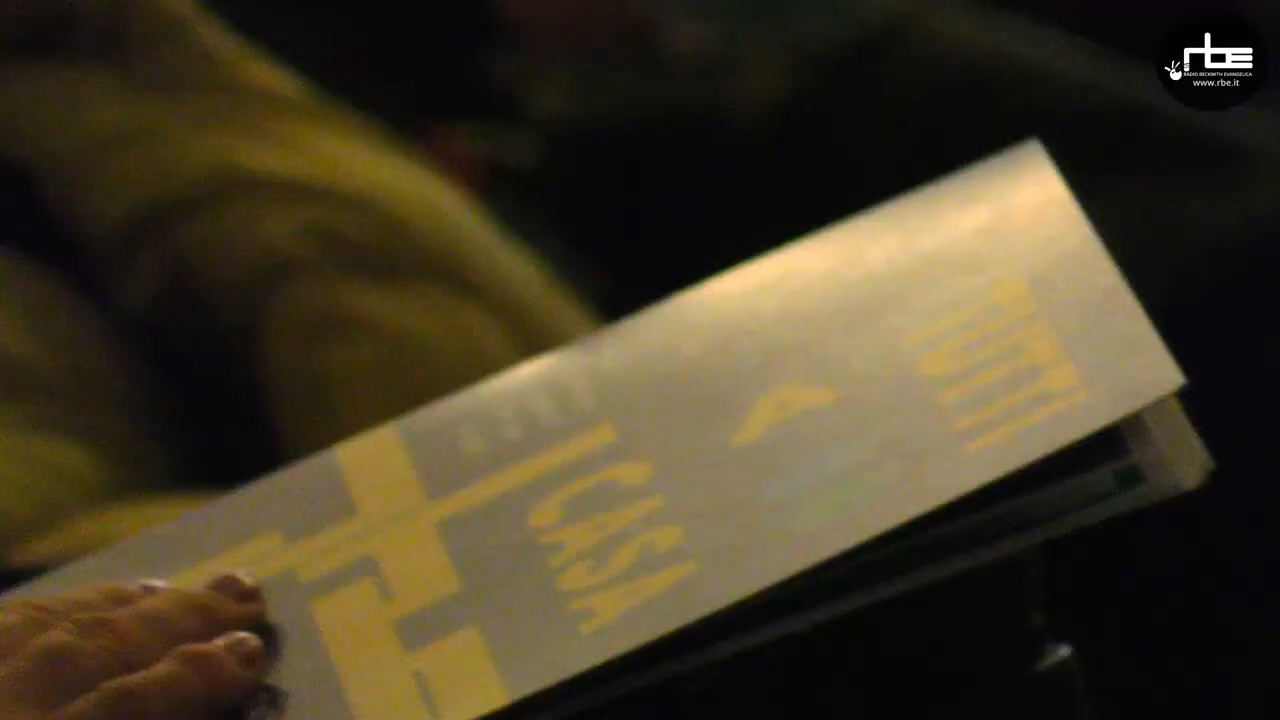 rbe
RADIO BECKWITH EVANGELICA
www.rbe.it
TUTTI
A
CASA